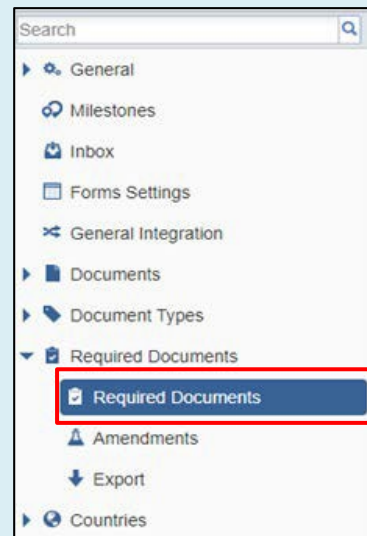 Search
General
Milestones
Inbox
Forms Settings
General Integration
Documents
Document Types
Required Documents
Required Documents
Amendments
Export
Countries